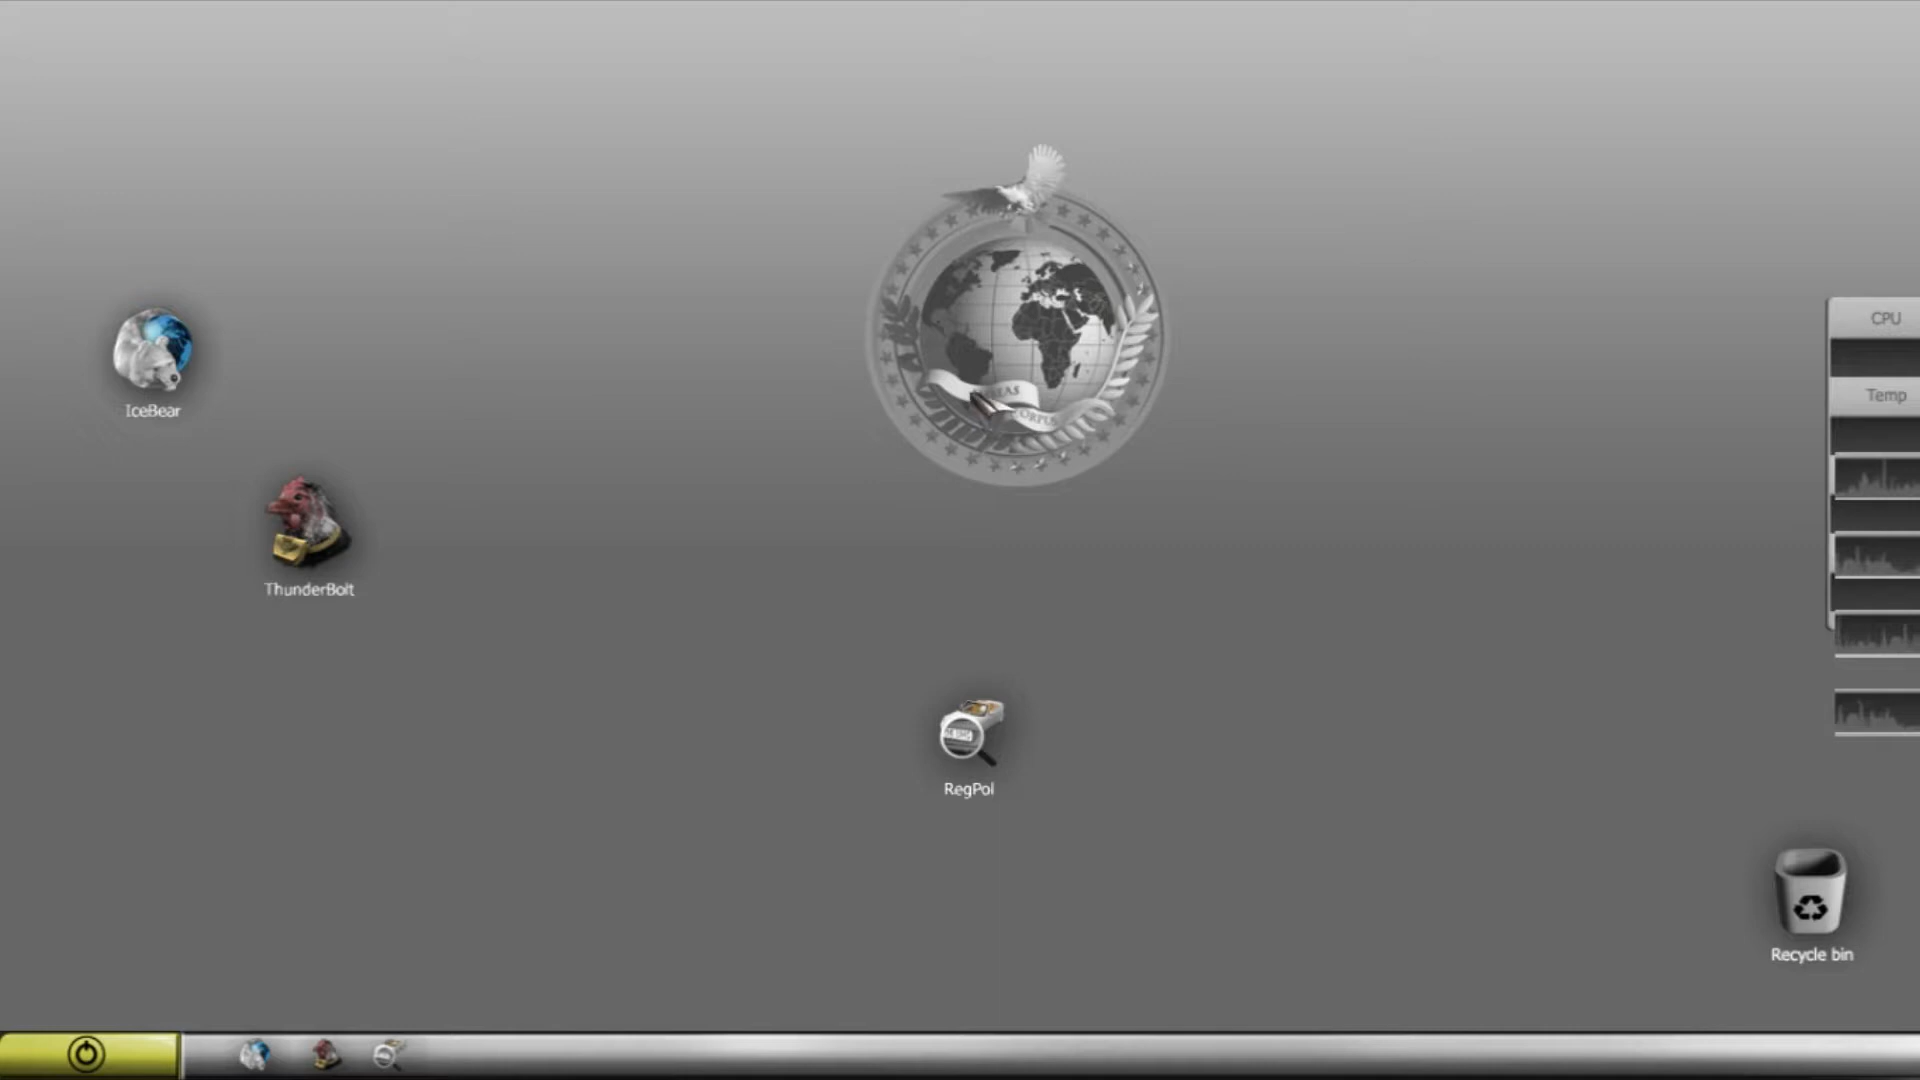 CPU
Temp
IceBear
ThunderBolt
RegPol
Recycle bin